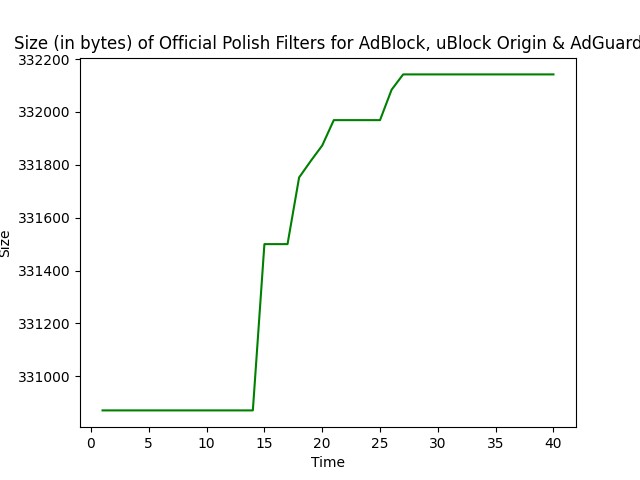 Size (in bytes) of Official Polish Filters for AdBlock, uBlock Origin & AdGuard
332200
332000
331800
331600
331400
331200
331000
Size
0 5 10 15 20 25 30 35 40
Time